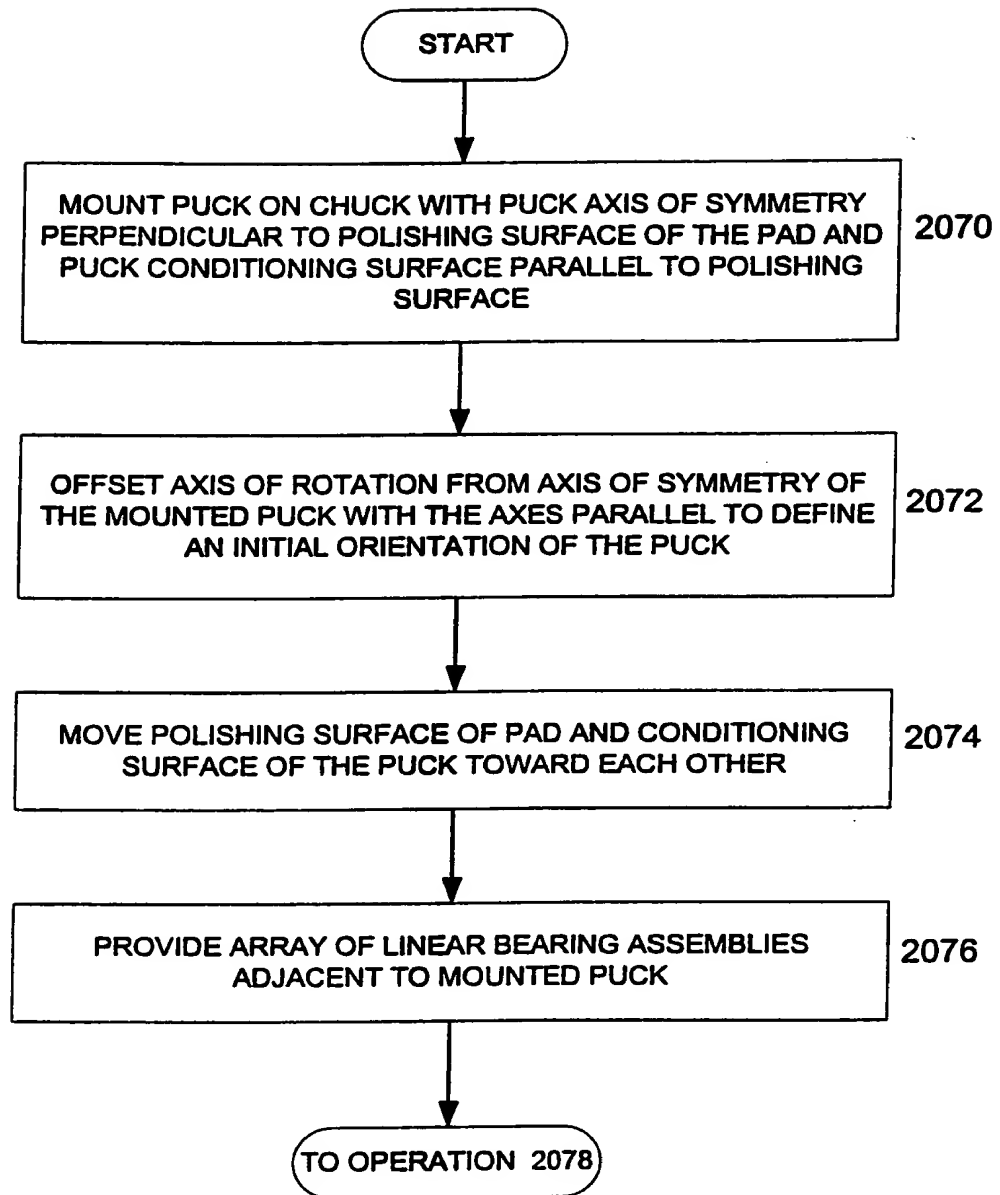 START
MOUNT PUCK ON CHUCK WITH PUCK AXIS OF SYMMETRY
PERPENDICULAR TO POLISHING SURFACE OF THE PAD AND
PUCK CONDITIONING SURFACE PARALLEL TO POLISHING
SURFACE
2070
OFFSET AXIS OF ROTATION FROM AXIS OF SYMMETRY OF
THE MOUNTED PUCK WITH THE AXES PARALLEL TO DEFINE
AN INITIAL ORIENTATION OF THE PUCK
2072
MOVE POLISHING SURFACE OF PAD AND CONDITIONING
SURFACE OF THE PUCK TOWARD EACH OTHER
2074
PROVIDE ARRAY OF LINEAR BEARING ASSEMBLIES
ADJACENT TO MOUNTED PUCK
2076
TO OPERATION 2078